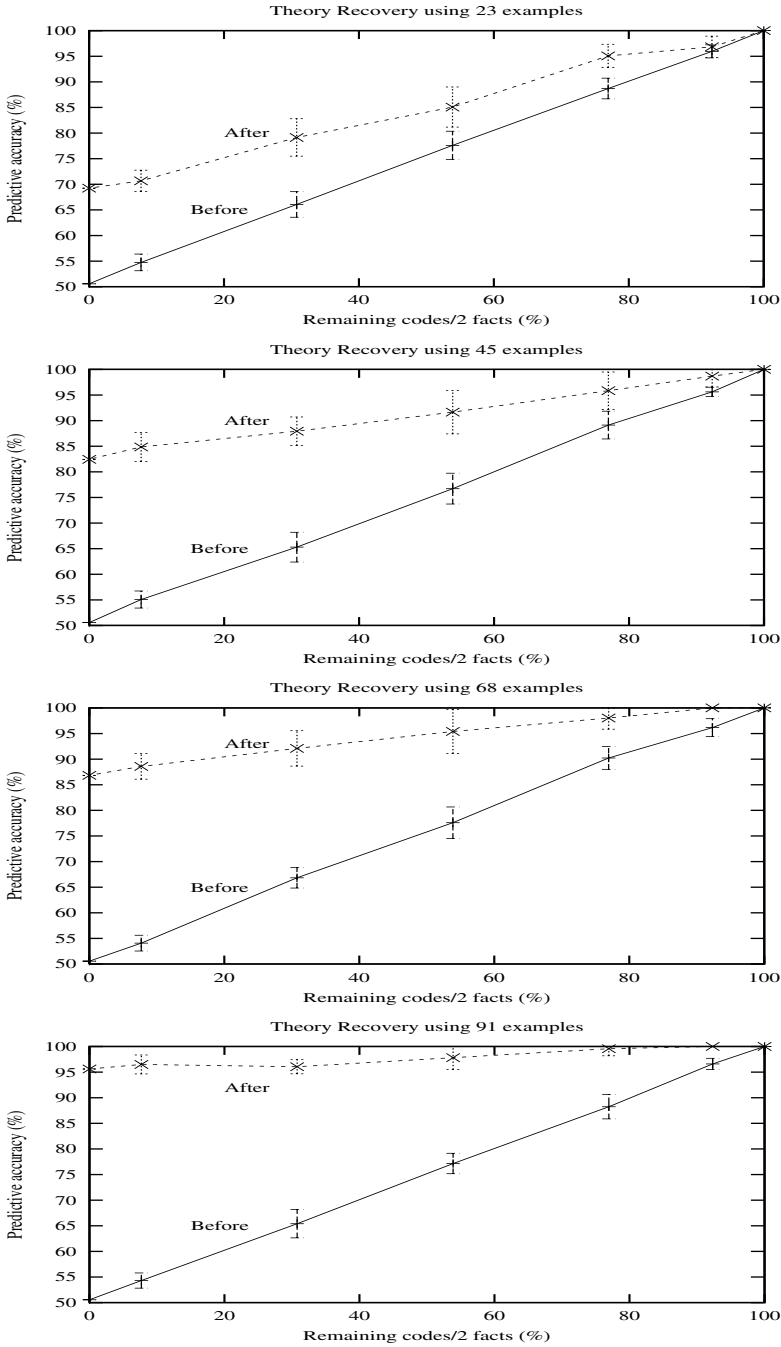 Theory Recovery using 23 examples
100
95
90
85
80
75
70
65
60
55
50
Predictive accuracy (%)
After
Before
0 20 40 60 80 100
Remaining codes/2 facts (%)
Theory Recovery using 45 examples
100
95
90
85
80
75
70
65
60
55
50
Predictive accuracy (%)
After
Before
0 20 40 60 80 100
Remaining codes/2 facts (%)
Theory Recovery using 68 examples
100
95
90
85
80
75
70
65
60
55
50
Predictive accuracy (%)
After
Before
0 20 40 60 80 100
Remaining codes/2 facts (%)
Theory Recovery using 91 examples
100
95
90
85
80
75
70
65
60
55
50
Predictive accuracy (%)
After
Before
0 20 40 60 80 100
Remaining codes/2 facts (%)